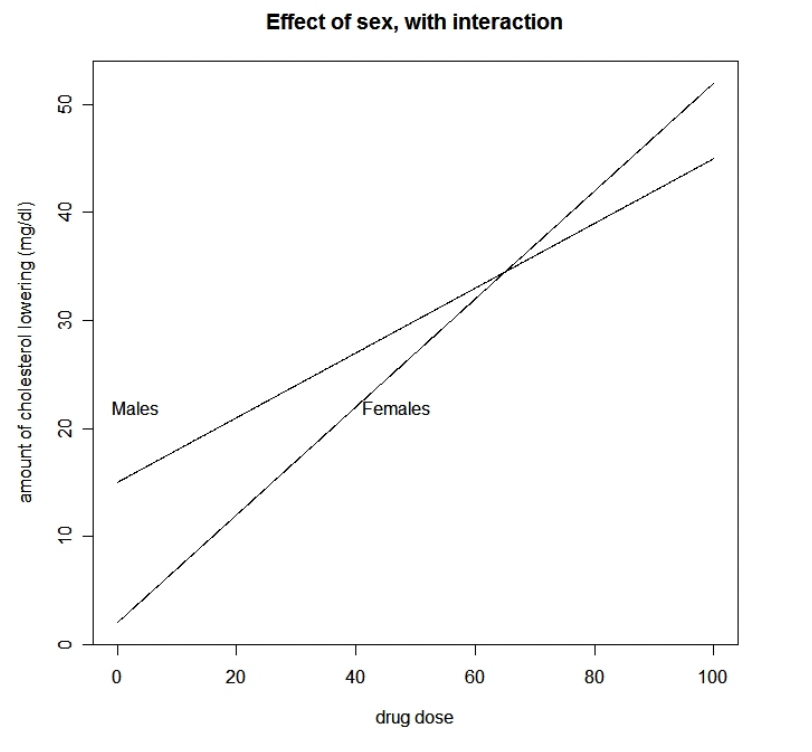 Effect of sex, with interaction
amount of cholesterol lowering (mg/dl)
50
40
30
20
10
0
Males
Females
0 20 40 60 80 100
drug dose